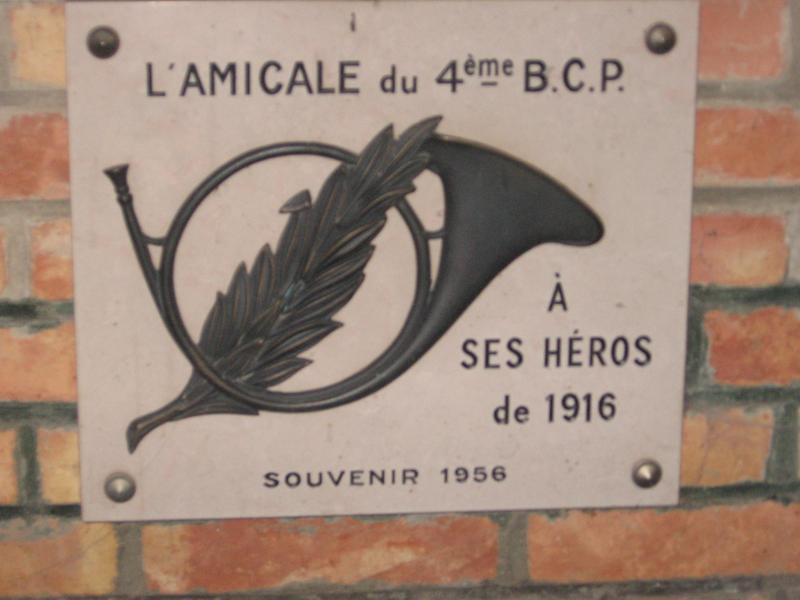 L'AMICALE du 4ème B.C.P.
À
SES HÉROS
de 1916
SOUVENIR 1956